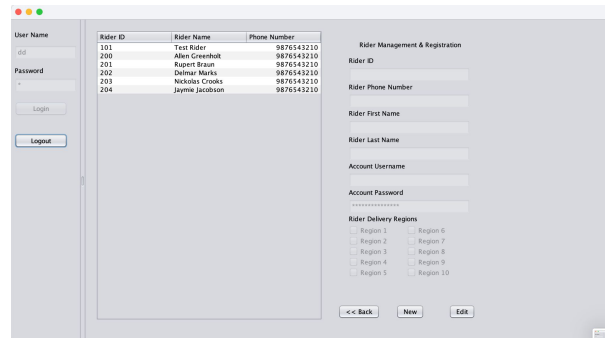 User Name
dd
Password
*
Login
Logout
Rider ID Rider Name Phone Number
101 Test Rider 9876543210
200 Allen Greenholt 9876543210
201 Rupert Braun 9876543210
202 Delmar Marks 9876543210
203 Nickolas Crooks 9876543210
204 Jaymie Jacobson 9876543210
Rider Management & Registration
Rider ID
Rider Phone Number
Rider First Name
Rider Last Name
Account Username
Account Password
***************
Rider Delivery Regions
Region 1 Region 6
Region 2 Region 7
Region 3 Region 8
Region 4 Region 9
Region 5 Region 10
<< Back New Edit